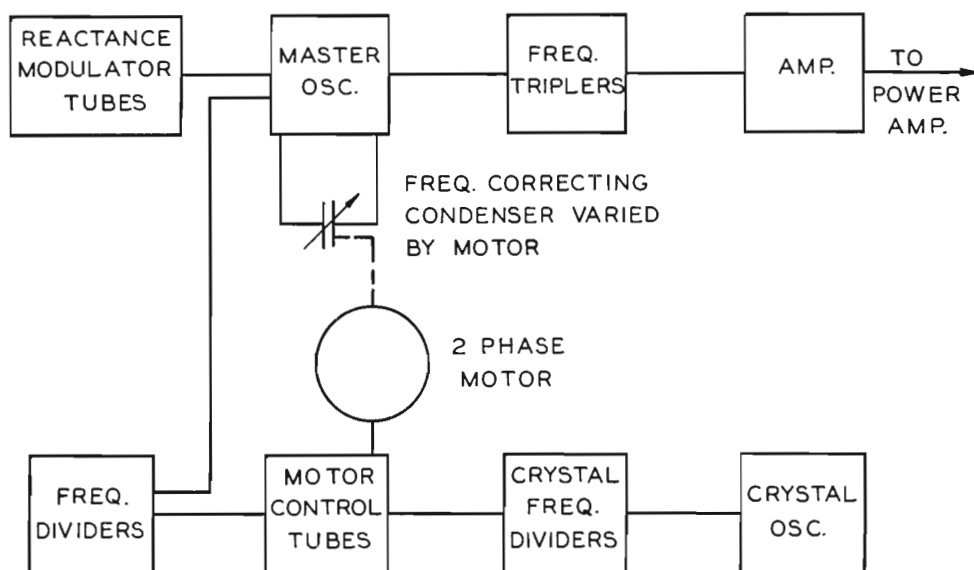 REACTANCE
MODULATOR
TUBES
MASTER
OSC.
FREQ.
TRIPLERS
AMP.
TO
POWER
AMP.
FREQ. CORRECTING
CONDENSER VARIED
BY MOTOR
2 PHASE
MOTOR
FREQ.
DIVIDERS
MOTOR
CONTROL
TUBES
CRYSTAL
FREQ.
DIVIDERS
CRYSTAL
OSC.